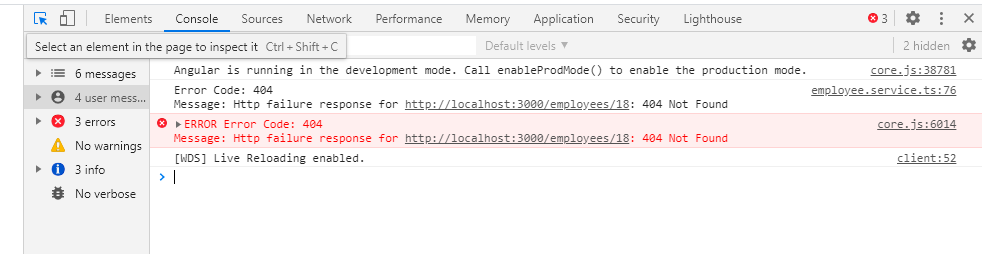 Elements Console Sources Network Performance Memory Application Security Lighthouse 3
Select an element in the page to inspect it Ctrl + Shift + C Default levels ▼ 2 hidden
6 messages
4 user mess...
3 errors
No warnings
3 info
No verbose
Angular is running in the development mode. Call enableProdMode() to enable the production mode. core.js:38781
Error Code: 404 employee.service.ts:76
Message: Http failure response for http://localhost:3000/employees/18: 404 Not Found
ERROR Error Code: 404 core.js:6014
Message: Http failure response for http://localhost:3000/employees/18: 404 Not Found
[WDS] Live Reloading enabled. client:52